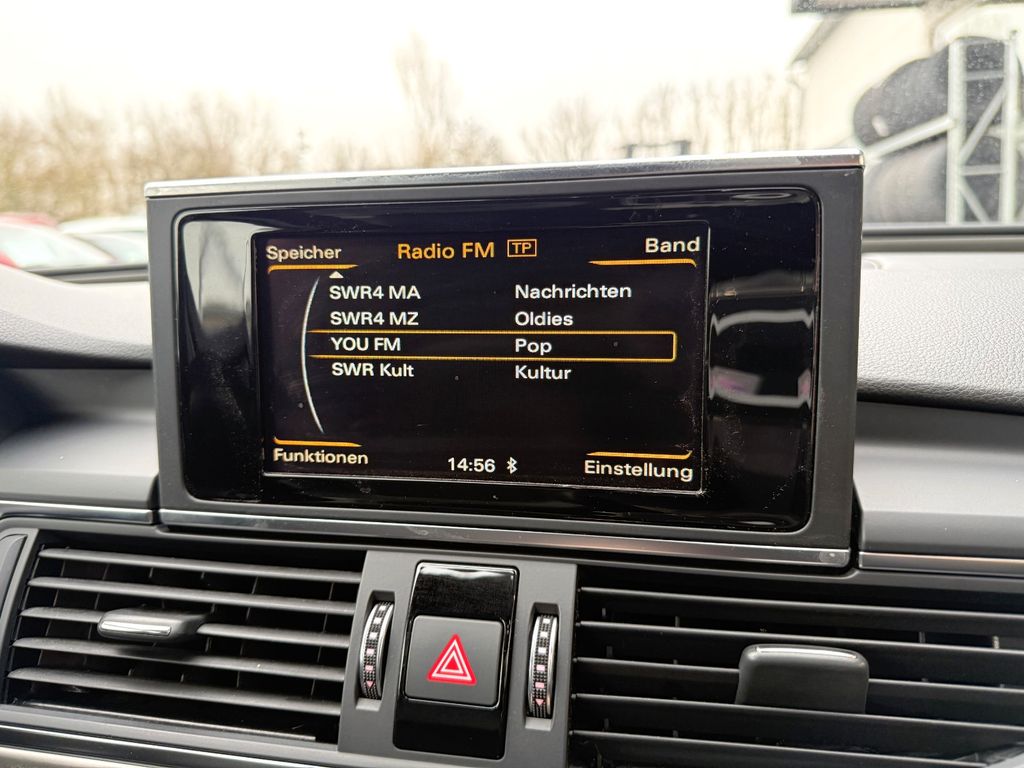 Speicher Radio FM TP Band
SWR4 MA Nachrichten
SWR4 MZ Oldies
YOU FM Pop
SWR Kult Kultur
Funktionen 14:56 Einstellung